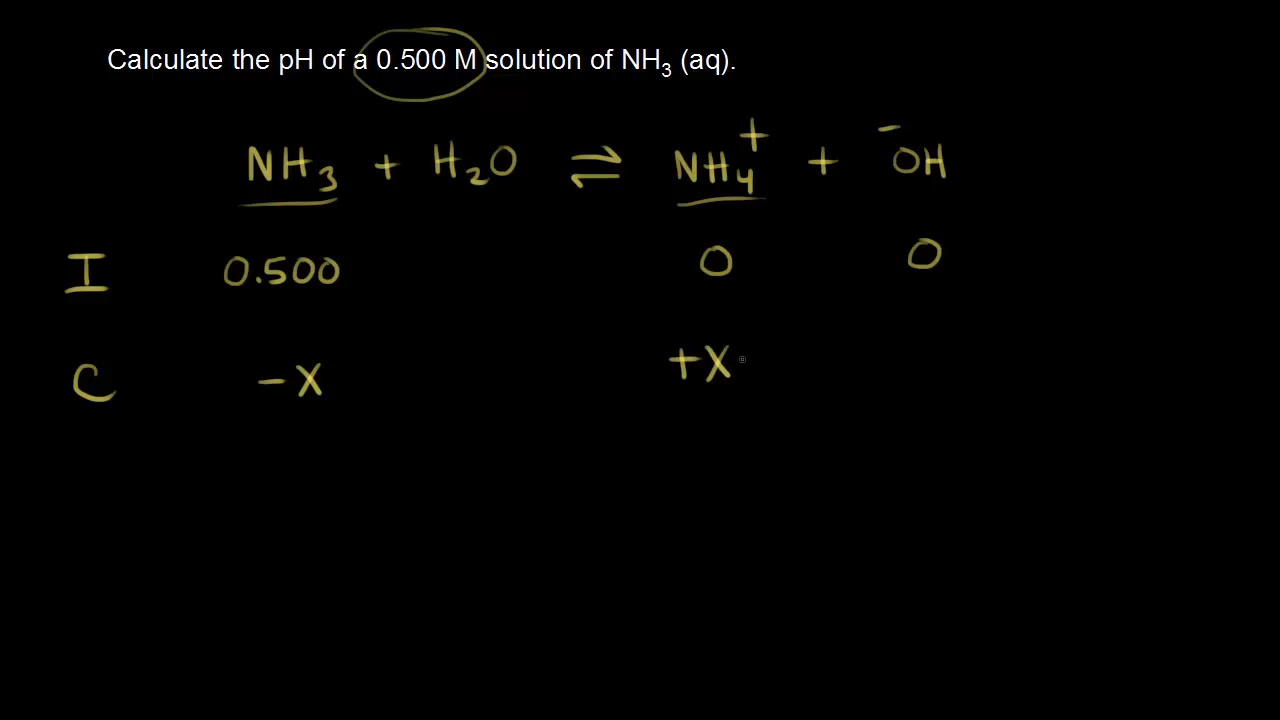 Calculate the pH of a 0.500 M solution of NH₃ (aq).
NH₃ + H₂O ⇌ NH₄⁺ + ⁻OH
I 0.500 0 0
C -X +X